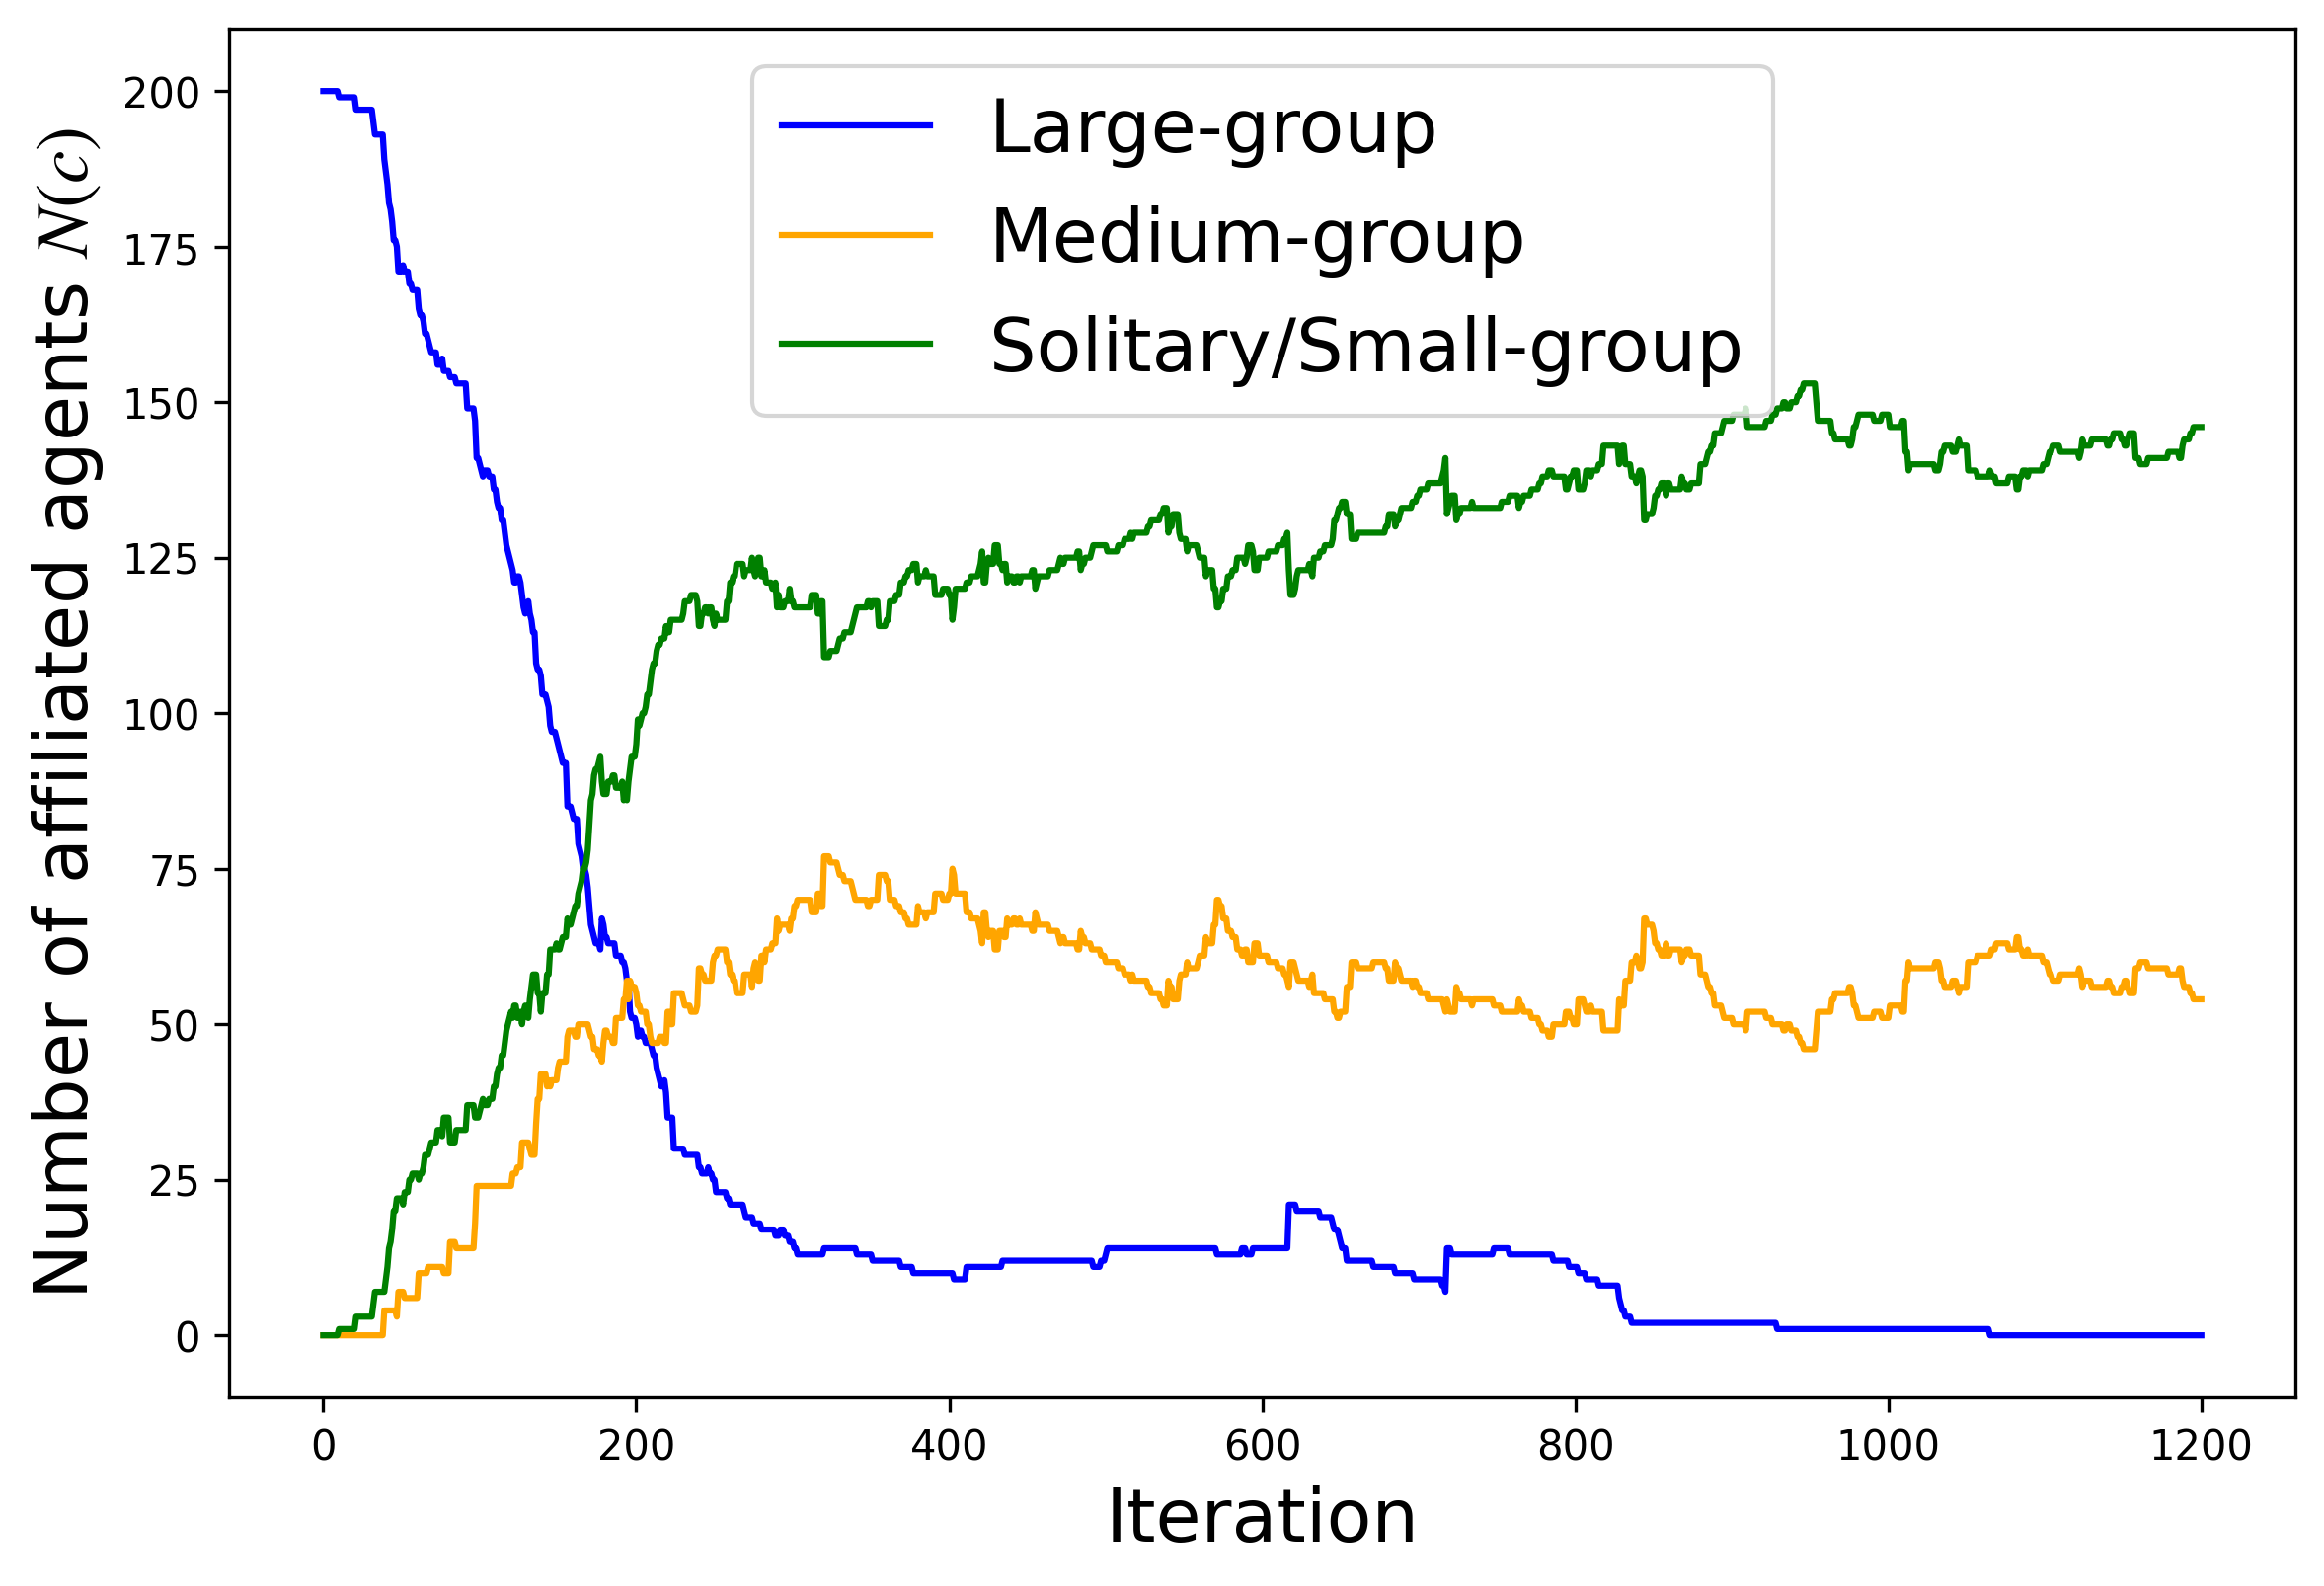 Number of affiliated agents N(c)
200
175
150
125
100
75
50
25
0
Large-group
Medium-group
Solitary/Small-group
0 200 400 600 800 1000 1200
Iteration